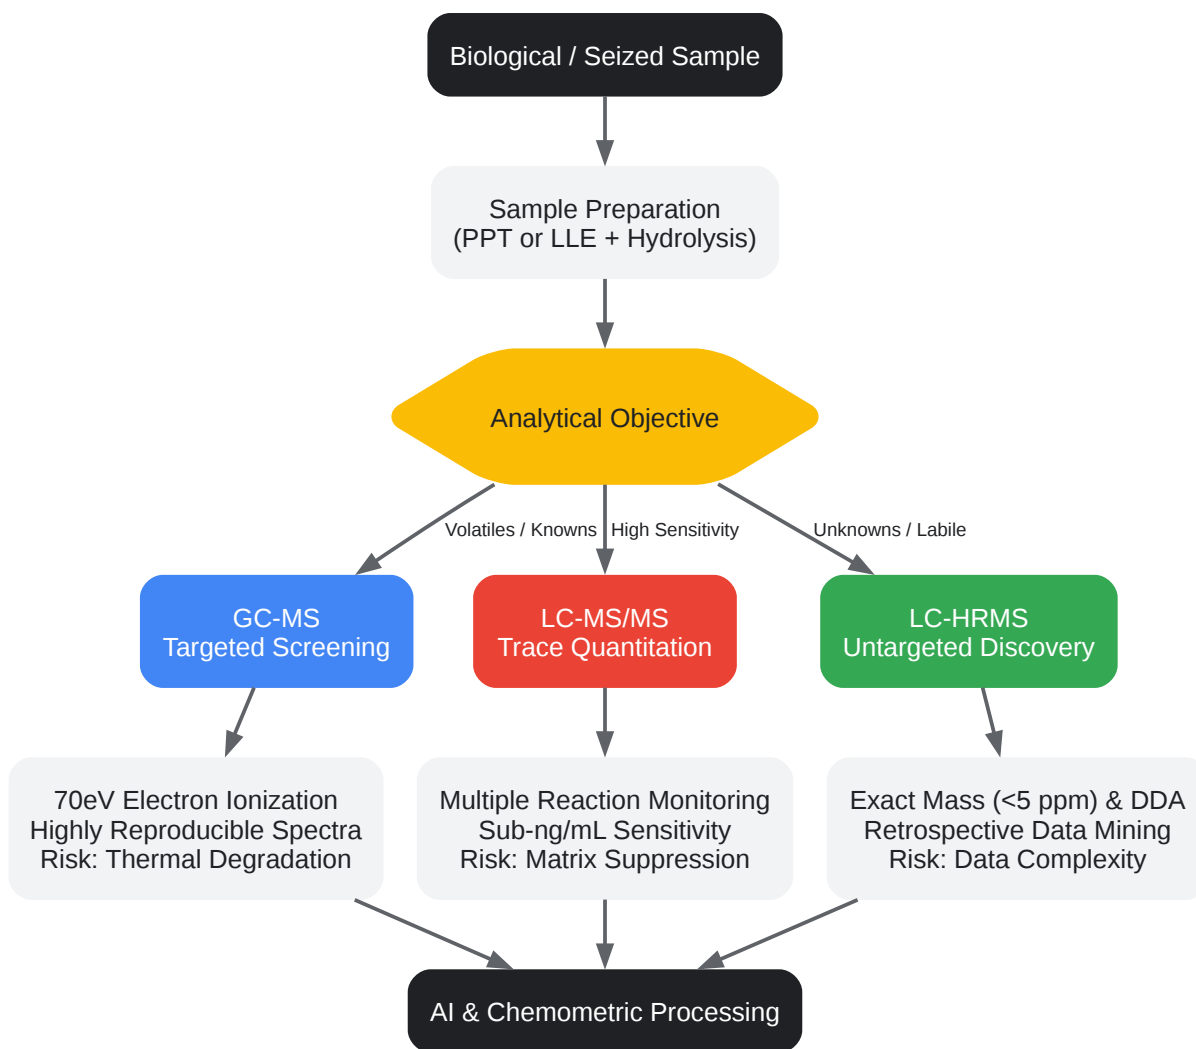 Biological / Seized Sample
Sample Preparation
(PPT or LLE + Hydrolysis)
Analytical Objective
Volatiles / Knowns
High Sensitivity
Unknowns / Labile
GC-MS
Targeted Screening
LC-MS/MS
Trace Quantitation
LC-HRMS
Untargeted Discovery
70eV Electron Ionization
Highly Reproducible Spectra
Risk: Thermal Degradation
Multiple Reaction Monitoring
Sub-ng/mL Sensitivity
Risk: Matrix Suppression
Exact Mass (<5 ppm) & DDA
Retrospective Data Mining
Risk: Data Complexity
AI & Chemometric Processing